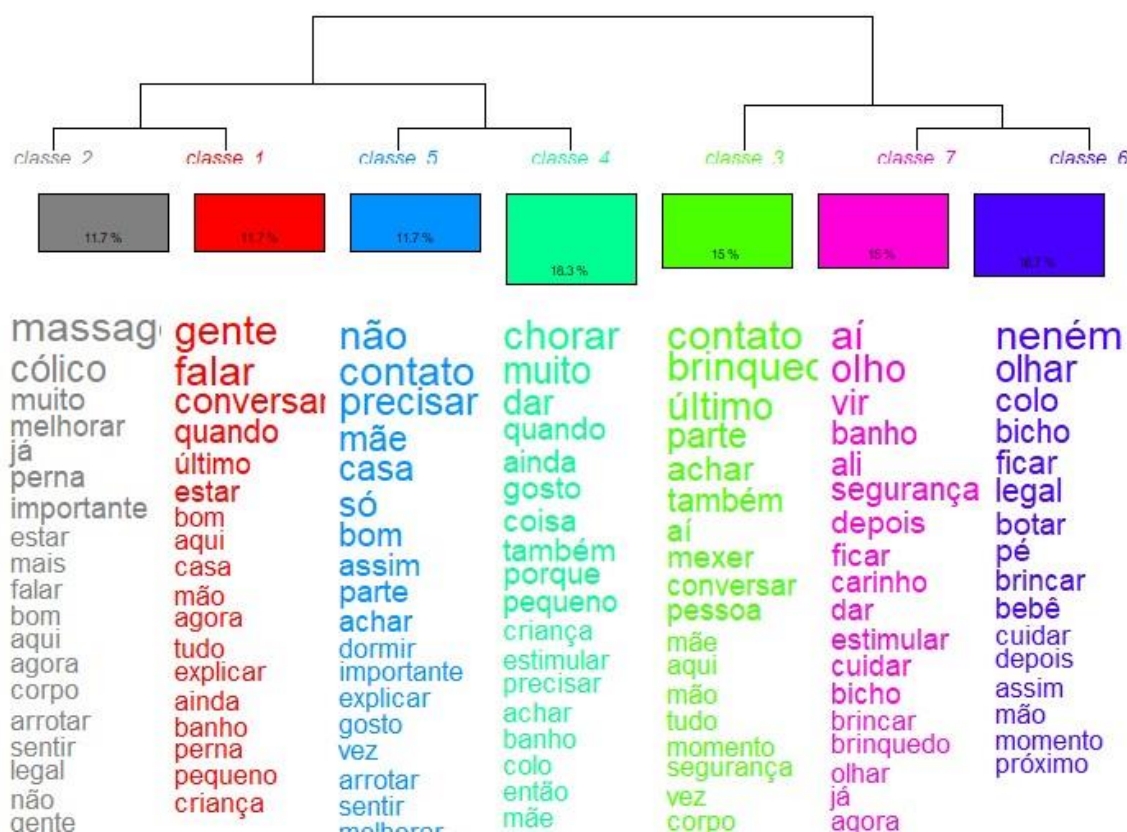 classe 2
classe 1
classe 5
classe 4
classe 3
classe 7
classe 6
11.7 %
11.7 %
11.7 %
18.3 %
15 %
15 %
16.7 %
massag
cólico
muito
melhorar
já
perna
importante
estar
mais
falar
bom
aqui
agora
corpo
arrotar
sentir
legal
não
gente
gente
falar
conversar
quando
último
estar
bom
aqui
casa
mão
agora
tudo
explicar
ainda
banho
perna
pequeno
criança
não
contato
precisar
mãe
casa
só
bom
assim
parte
achar
dormir
importante
explicar
gosto
vez
arrotar
sentir
melhorar
chorar
muito
dar
quando
ainda
gosto
coisa
também
porque
pequeno
criança
estimular
precisar
achar
banho
colo
então
mãe
contato
brinqued
último
parte
achar
também
aí
mexer
conversar
pessoa
mãe
aqui
mão
tudo
momento
segurança
vez
corpo
aí
olho
vir
banho
ali
segurança
depois
ficar
carinho
dar
estimular
cuidar
bicho
brincar
brinquedo
olhar
já
agora
neném
olhar
colo
bicho
ficar
legal
botar
pé
brincar
bebê
cuidar
depois
assim
mão
momento
próximo